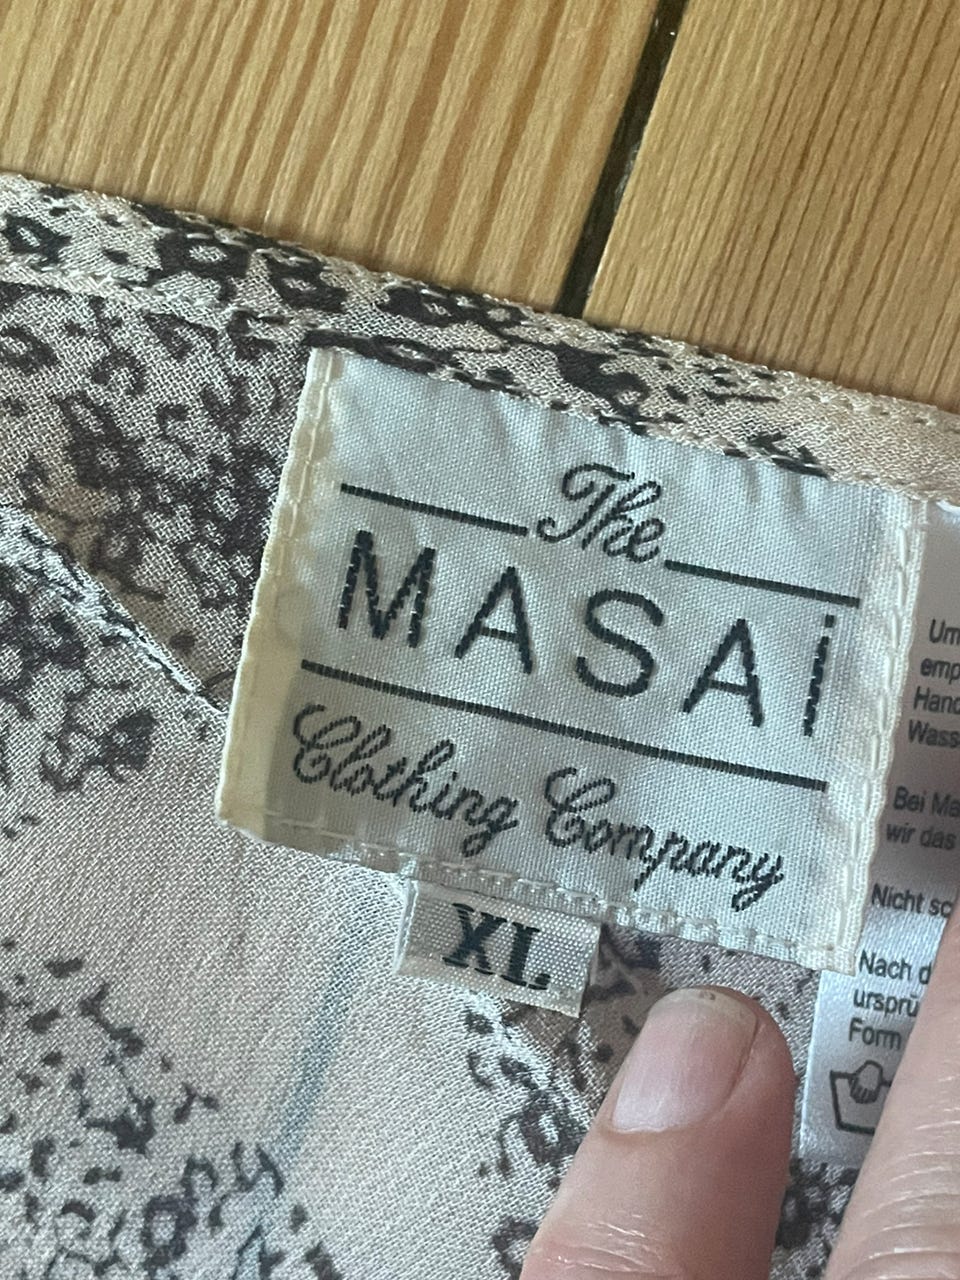 The
MASAi
Clothing Company
XL
Um
emp
Hand
Wass
Bei Ma
wir das
Nicht sc
Nach d
ursprü
Form